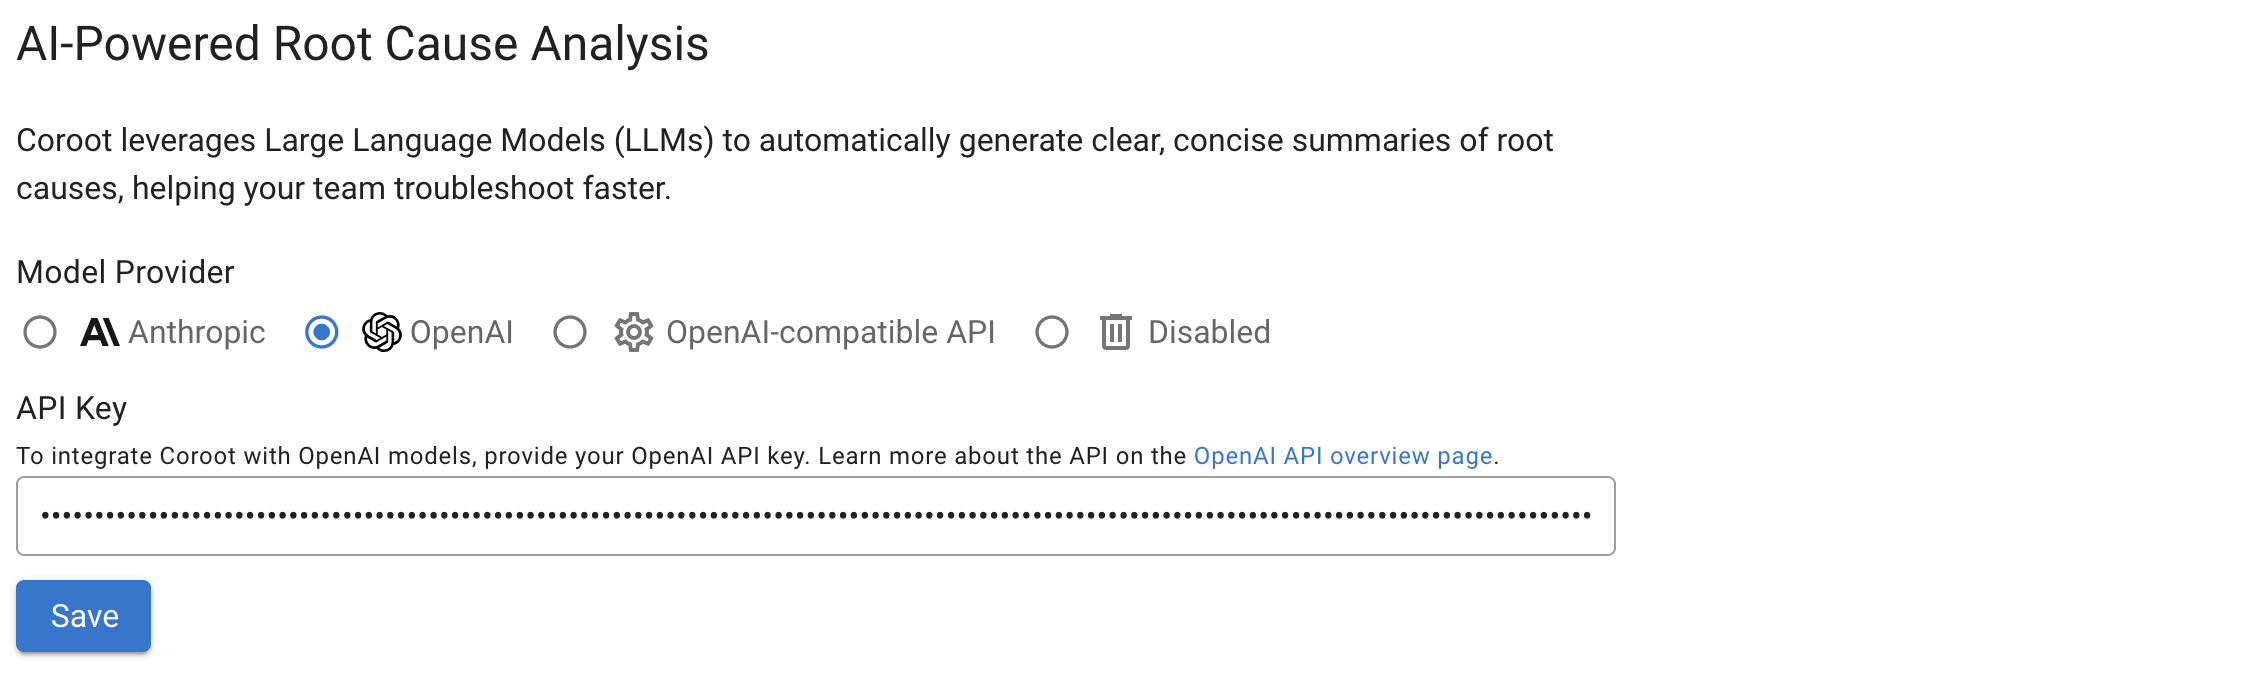 AI-Powered Root Cause Analysis
Coroot leverages Large Language Models (LLMs) to automatically generate clear, concise summaries of root
causes, helping your team troubleshoot faster.
Model Provider
Anthropic OpenAI OpenAI-compatible API Disabled
API Key
To integrate Coroot with OpenAI models, provide your OpenAI API key. Learn more about the API on the OpenAI API overview page.
Save